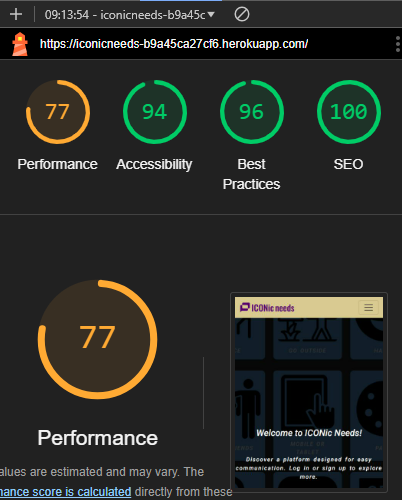 09:13:54 - iconicneeds-b9a45c
https://iconicneeds-b9a45ca27cf6.herokuapp.com/
77 94 96 100
Performance Accessibility Best Practices SEO
77
Performance
alues are estimated and may vary. The
nance score is calculated directly from these
ICONic needs
Welcome to ICONic Needs!
Discover a platform designed for easy
communication. Log in or sign up to explore
more.